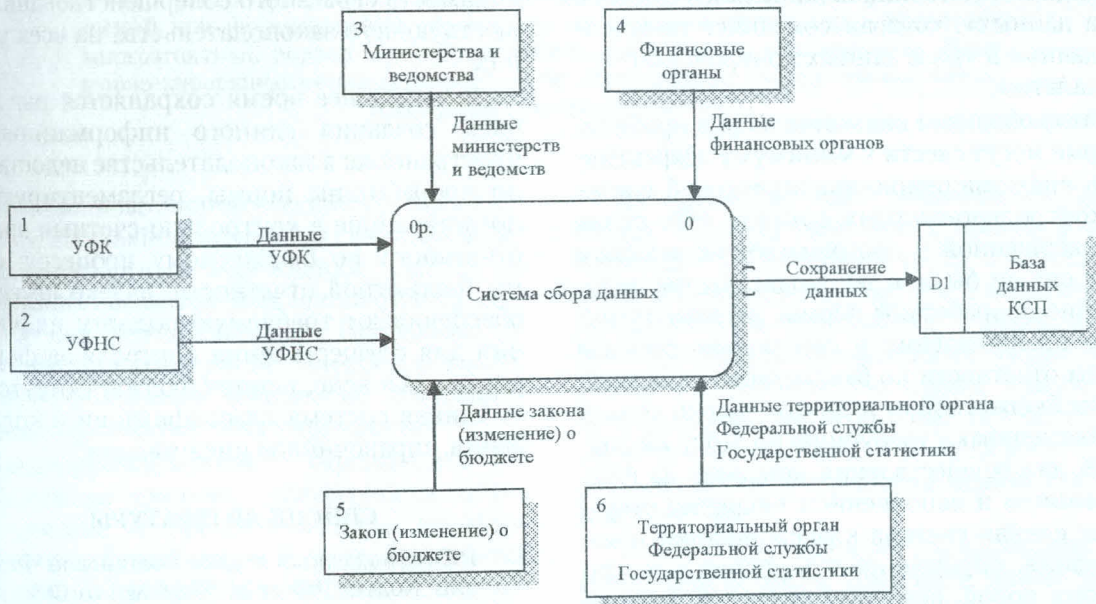 3
Министерства и
ведомства
4
Финансовые
органы
Данные
министерств
и ведомств
Данные
финансовых органов
1
УФК
Данные
УФК
2
УФНС
Данные
УФНС
0р.
0
Система сбора данных
Сохранение
данных
D1
База
данных
КСП
Данные закона
(изменение) о
бюджете
Данные территориального органа
Федеральной службы
Государственной статистики
5
Закон (изменение) о
бюджете
6
Территориальный орган
Федеральной службы
Государственной статистики